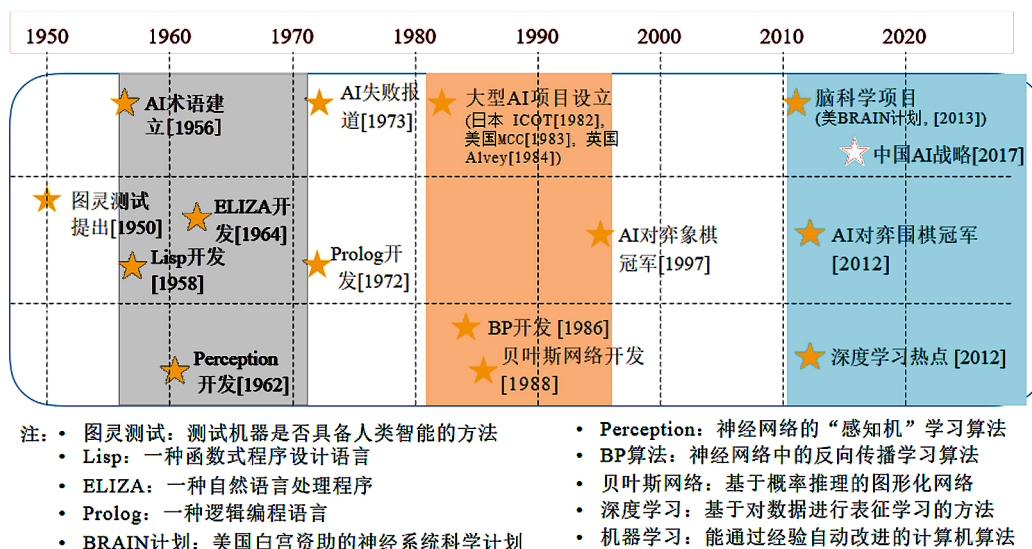 1950 1960 1970 1980 1990 2000 2010 2020
AI术语建
立[1956]
AI失败报
道[1973]
大型AI项目设立
(日本 ICOT[1982],
美国MCC[1983], 英国
Alvey[1984])
脑科学项目
(美BRAIN计划, [2013])
中国AI战略[2017]
图灵测试
提出[1950]
ELIZA开
发[1964]
Lisp开发
[1958]
Prolog开
发[1972]
AI对弈象棋
冠军[1997]
AI对弈围棋冠军
[2012]
BP开发 [1986]
贝叶斯网络开发
[1988]
Perception
开发[1962]
深度学习热点 [2012]
注: • 图灵测试: 测试机器是否具备人类智能的方法
• Lisp: 一种函数式程序设计语言
• ELIZA: 一种自然语言处理程序
• Prolog: 一种逻辑编程语言
• BRAIN计划: 美国白宫资助的神经系统科学计划
• Perception: 神经网络的“感知机”学习算法
• BP算法: 神经网络中的反向传播学习算法
• 贝叶斯网络: 基于概率推理的图形化网络
• 深度学习: 基于对数据进行表征学习的方法
• 机器学习: 能通过经验自动改进的计算机算法